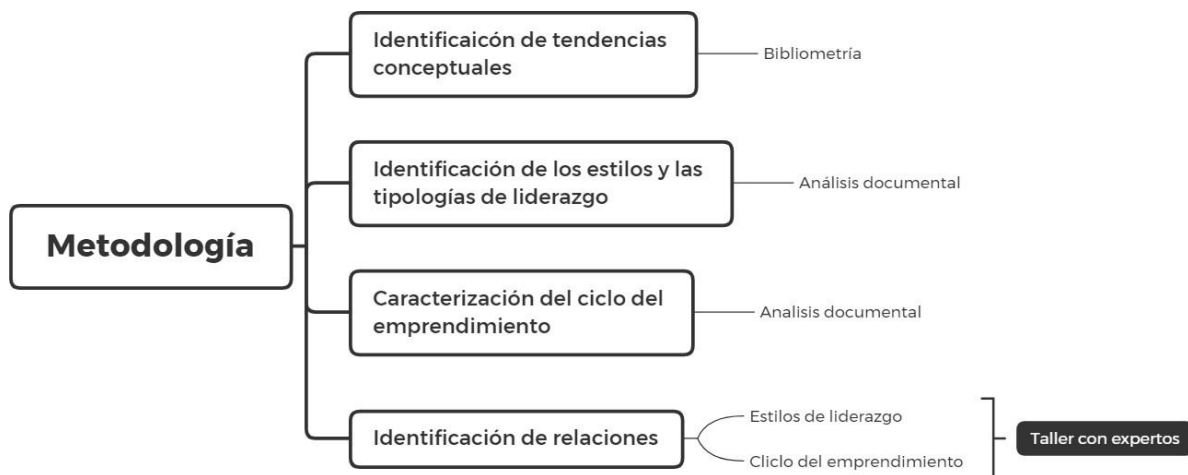 Metodología
Identificaicón de tendencias
conceptuales
Bibliometría
Identificación de los estilos y las
tipologías de liderazgo
Análisis documental
Caracterización del ciclo del
emprendimiento
Analisis documental
Identificación de relaciones
Estilos de liderazgo
Cliclo del emprendimiento
Taller con expertos